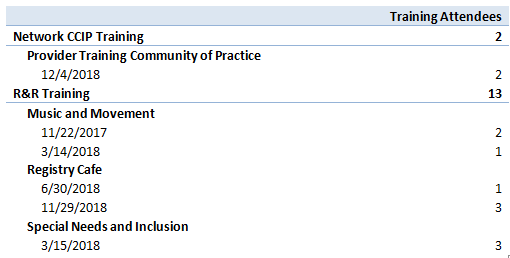 Training Attendees
Network CCIP Training 2
Provider Training Community of Practice
12/4/2018 2
R&R Training 13
Music and Movement
11/22/2017 2
3/14/2018 1
Registry Cafe
6/30/2018 1
11/29/2018 3
Special Needs and Inclusion
3/15/2018 3